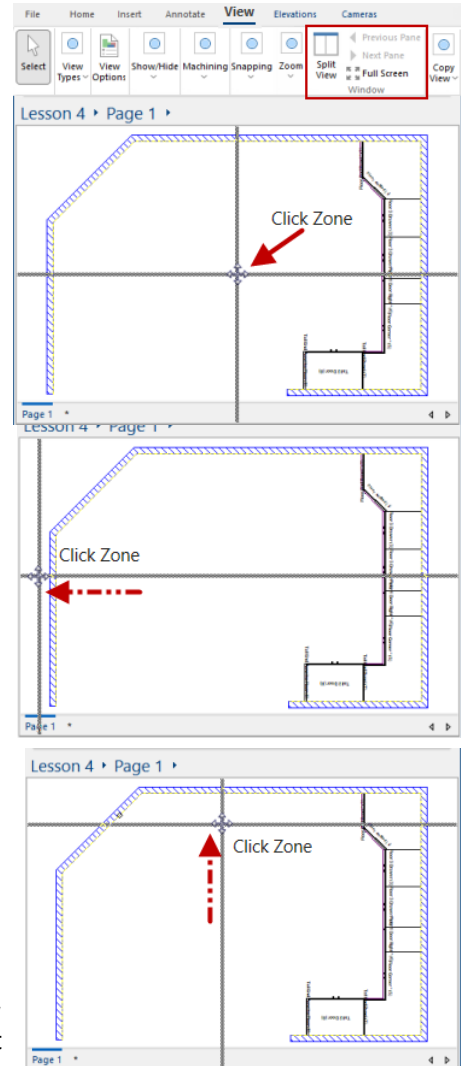 File Home Insert Annotate View Elevations Cameras
Select View Types View Options Show/Hide Machining Snapping Zoom Split View Previous Pane Next Pane Full Screen Copy View
Window
Lesson 4 Page 1
Click Zone
Page 1 *
Lesson 4 Page 1
Click Zone
Page 1 *
Lesson 4 Page 1
Click Zone
Page 1 *